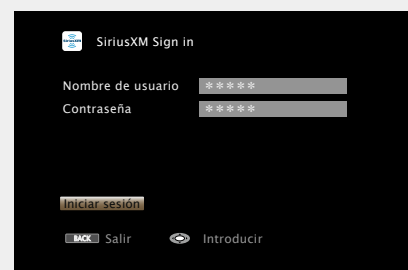 SiriusXM Sign in
Nombre de usuario *****
Contraseña *****
Iniciar sesión
BACK Salir Introducir